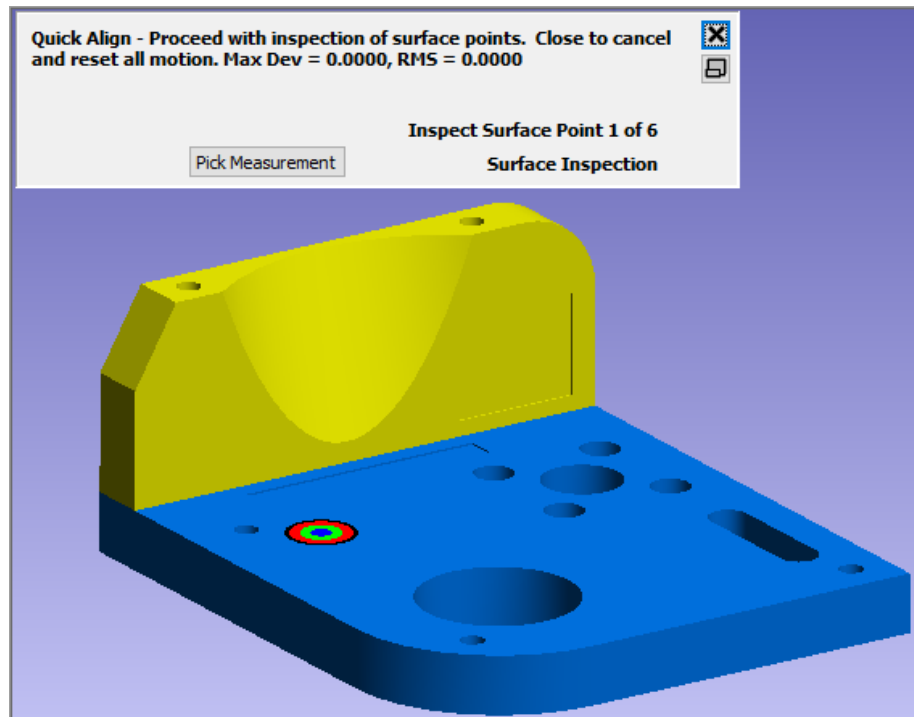 Quick Align - Proceed with inspection of surface points.  Close to cancel
and reset all motion. Max Dev = 0.0000, RMS = 0.0000
Inspect Surface Point 1 of 6
Pick Measurement
Surface Inspection